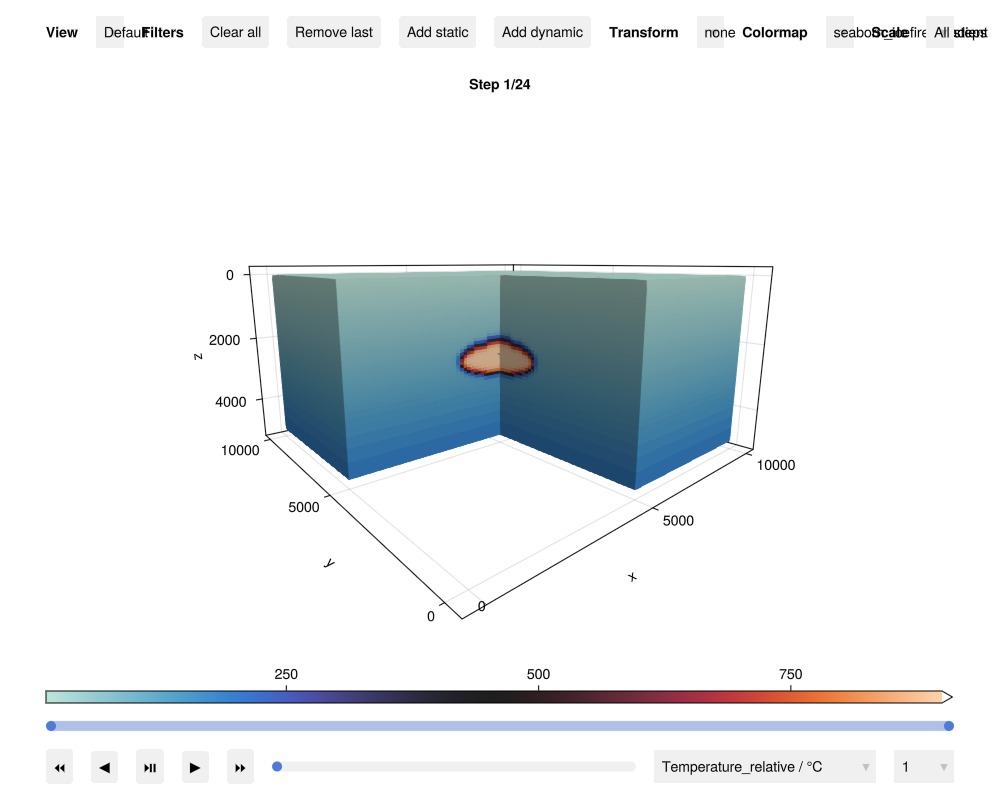 View Default Filters Clear all Remove last Add static Add dynamic Transform none Colormap Scale All steps
Step 1/24
0
2000
4000
z
10000
5000
0
y
10000
5000
0
x
250 500 750
Temperature_relative / °C 1